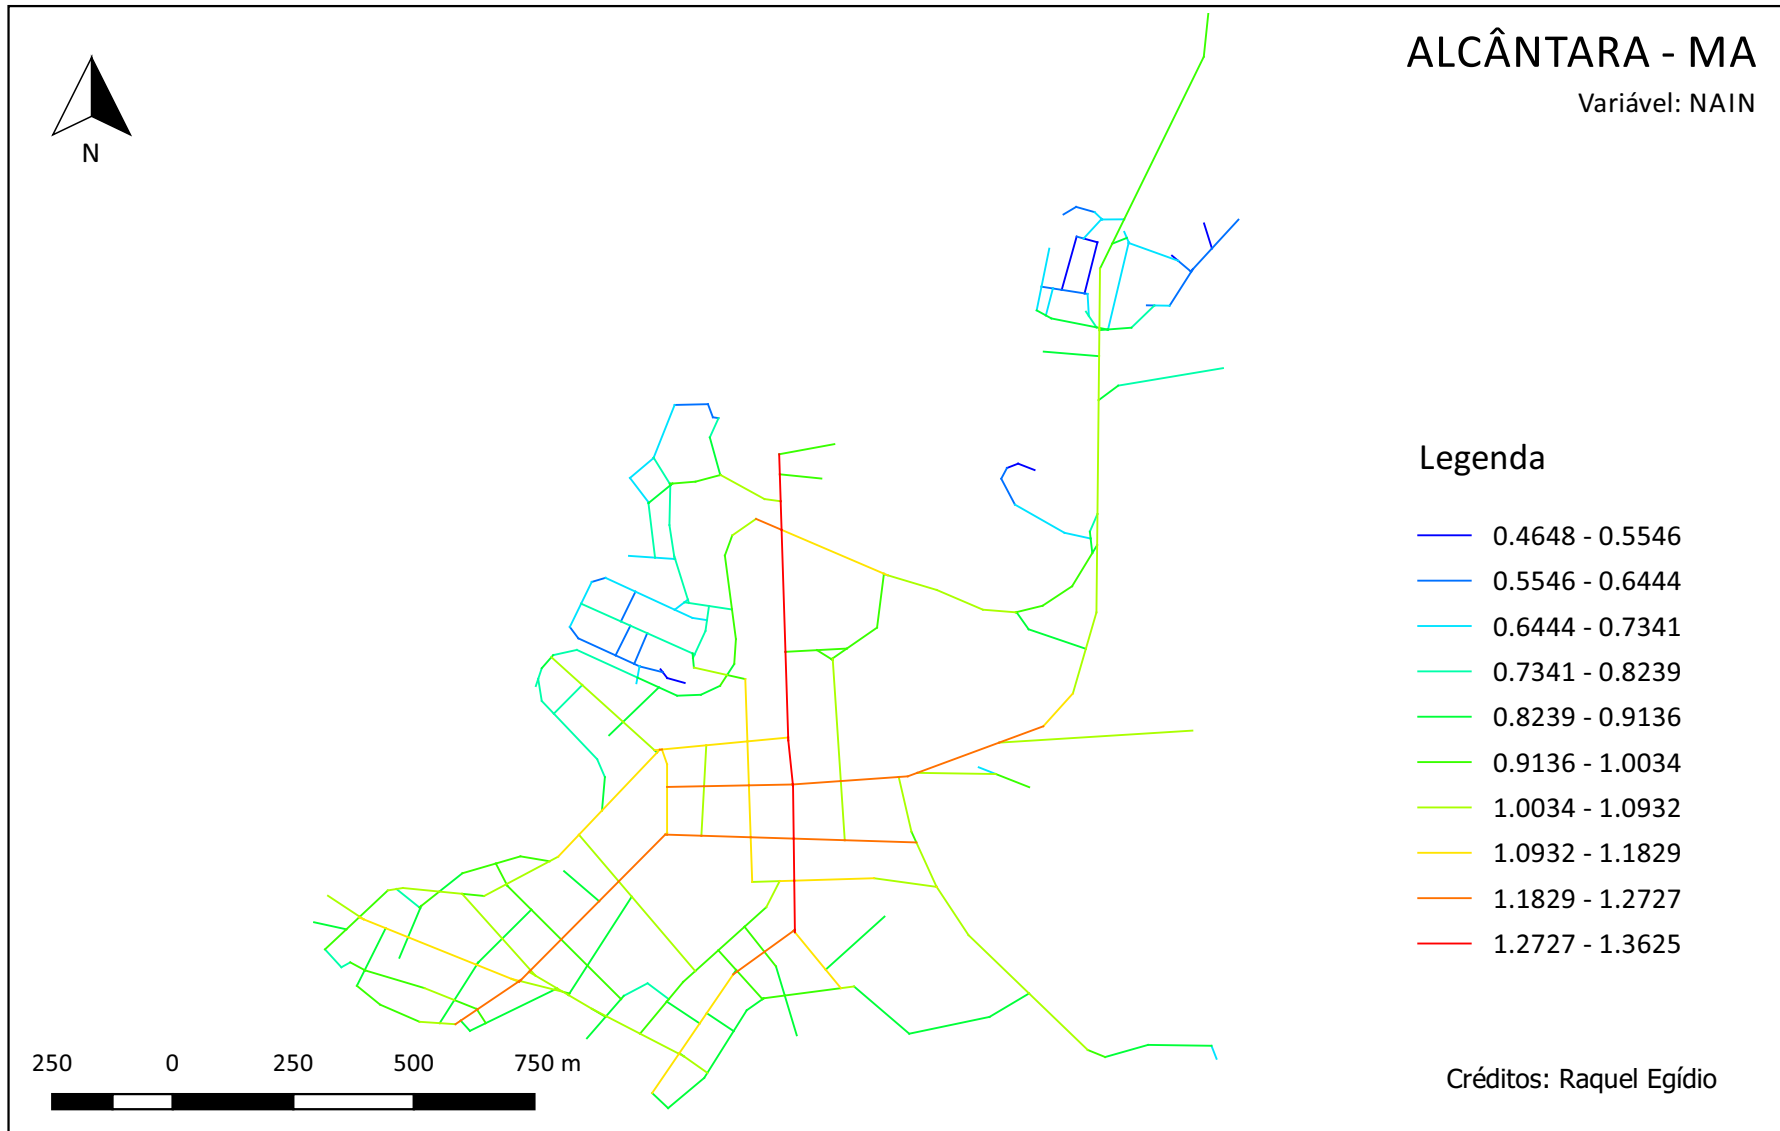 ALCÂNTARA - MA
Variável: NAIN
N
Legenda
0.4648 - 0.5546
0.5546 - 0.6444
0.6444 - 0.7341
0.7341 - 0.8239
0.8239 - 0.9136
0.9136 - 1.0034
1.0034 - 1.0932
1.0932 - 1.1829
1.1829 - 1.2727
1.2727 - 1.3625
250 0 250 500 750 m
Créditos: Raquel Egídio